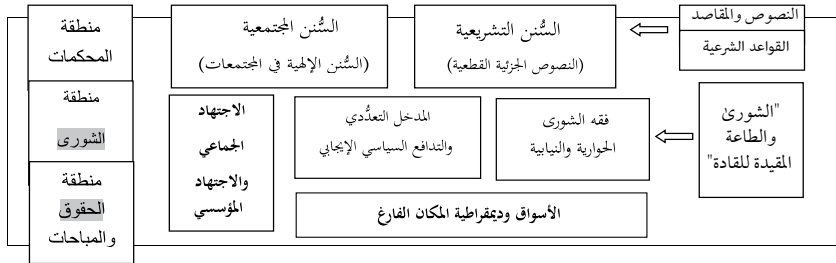 النصوص والمقاصد
القواعد الشرعية
السُّنن التشريعية
(النصوص الجزئية القطعية)
السُّنن المجتمعية
(السُّنن الإلهية في المجتمعات)
منطقة
المحكمات
"الشورىٰ
والطاعة
المقيدة للقادة"
فقه الشورى
الحوارية والنيابية
المدخل التعدُّدي
والتدافع السياسي الإيجابي
الاجتهاد
الجماعي
والاجتهاد
المؤسسي
منطقة
الشورى
الأسواق وديمقراطية المكان الفارغ
منطقة
الحقوق
والمباحات